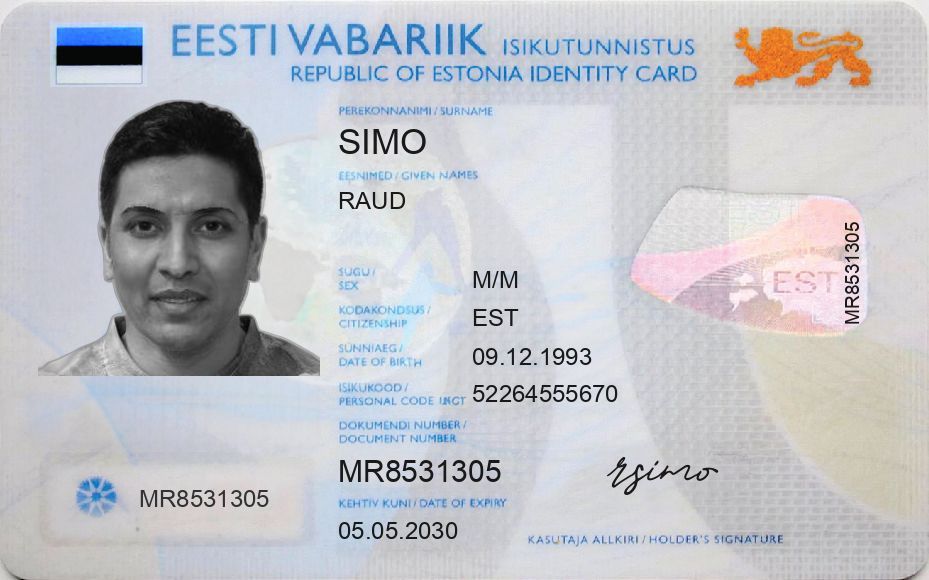 EESTI VABARIIK ISIKUTUNNISTUS
REPUBLIC OF ESTONIA IDENTITY CARD
PEREKONNANIMI / SURNAME
SIMO
EESNIMED / GIVEN NAMES
RAUD
SUGU /
SEX
M/M
KODAKONDSUS /
CITIZENSHIP
EST
SÜNNIAEG /
DATE OF BIRTH
09.12.1993
ISIKUKOOD /
PERSONAL CODE
52264555670
DOKUMENDI NUMBER /
DOCUMENT NUMBER
MR8531305
KEHTIV KUNI / DATE OF EXPIRY
05.05.2030
MR8531305
EST
MR8531305
KASUTAJA ALLKIRI / HOLDER'S SIGNATURE